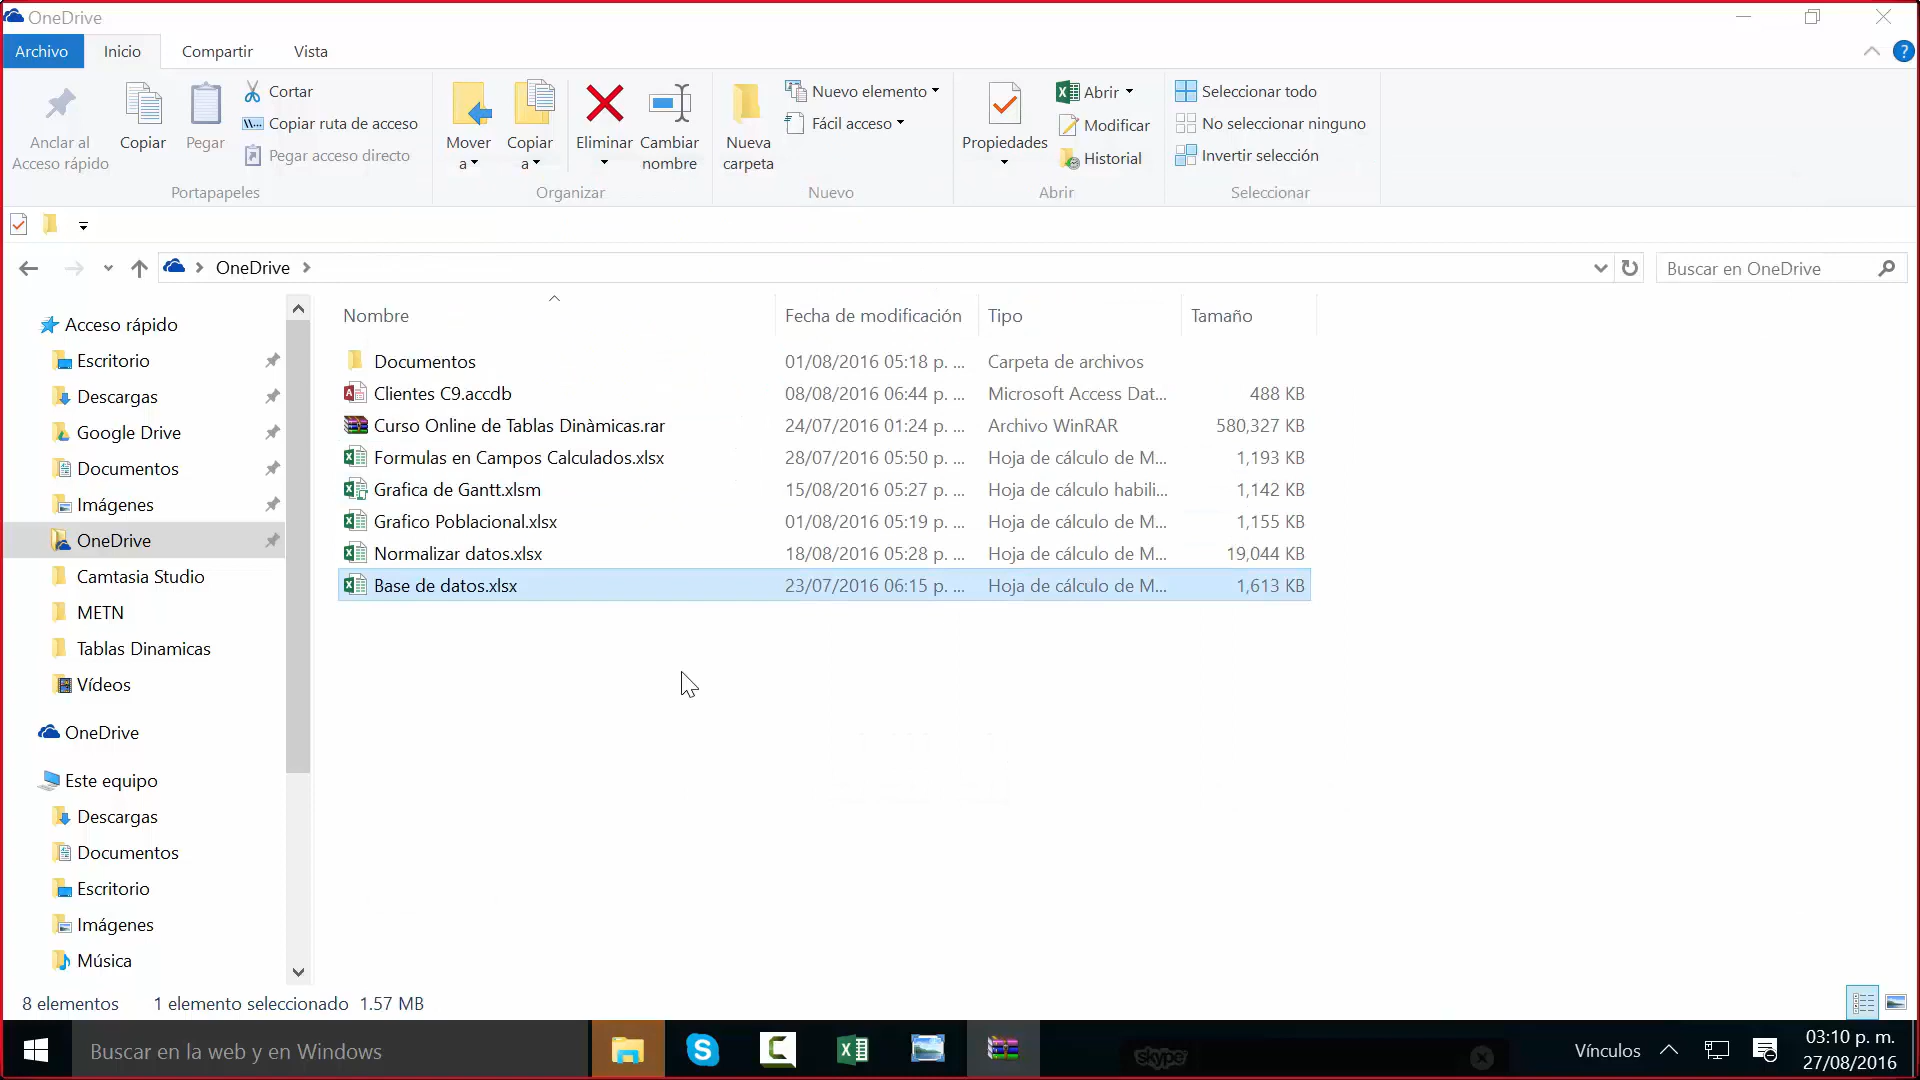 OneDrive
Archivo Inicio Compartir Vista
Anclar al Acceso rápido
Copiar
Pegar
Cortar
Copiar ruta de acceso
Pegar acceso directo
Portapapeles
Mover a
Copiar a
Eliminar
Cambiar nombre
Organizar
Nueva carpeta
Nuevo elemento
Fácil acceso
Nuevo
Propiedades
Abrir
Modificar
Historial
Abrir
Seleccionar todo
No seleccionar ninguno
Invertir selección
Seleccionar
OneDrive
Buscar en OneDrive
Acceso rápido
Escritorio
Descargas
Google Drive
Documentos
Imágenes
OneDrive
Camtasia Studio
METN
Tablas Dinamicas
Vídeos
OneDrive
Este equipo
Descargas
Documentos
Escritorio
Imágenes
Música
Nombre Fecha de modificación Tipo Tamaño
Documentos 01/08/2016 05:18 p. ... Carpeta de archivos
Clientes C9.accdb 08/08/2016 06:44 p. ... Microsoft Access Dat... 488 KB
Curso Online de Tablas Dinàmicas.rar 24/07/2016 01:24 p. ... Archivo WinRAR 580,327 KB
Formulas en Campos Calculados.xlsx 28/07/2016 05:50 p. ... Hoja de cálculo de M... 1,193 KB
Grafica de Gantt.xlsm 15/08/2016 05:27 p. ... Hoja de cálculo habili... 1,142 KB
Grafico Poblacional.xlsx 01/08/2016 05:19 p. ... Hoja de cálculo de M... 1,155 KB
Normalizar datos.xlsx 18/08/2016 05:28 p. ... Hoja de cálculo de M... 19,044 KB
Base de datos.xlsx 23/07/2016 06:15 p. ... Hoja de cálculo de M... 1,613 KB
8 elementos 1 elemento seleccionado 1.57 MB
Buscar en la web y en Windows
skype
Vínculos
03:10 p. m.
27/08/2016